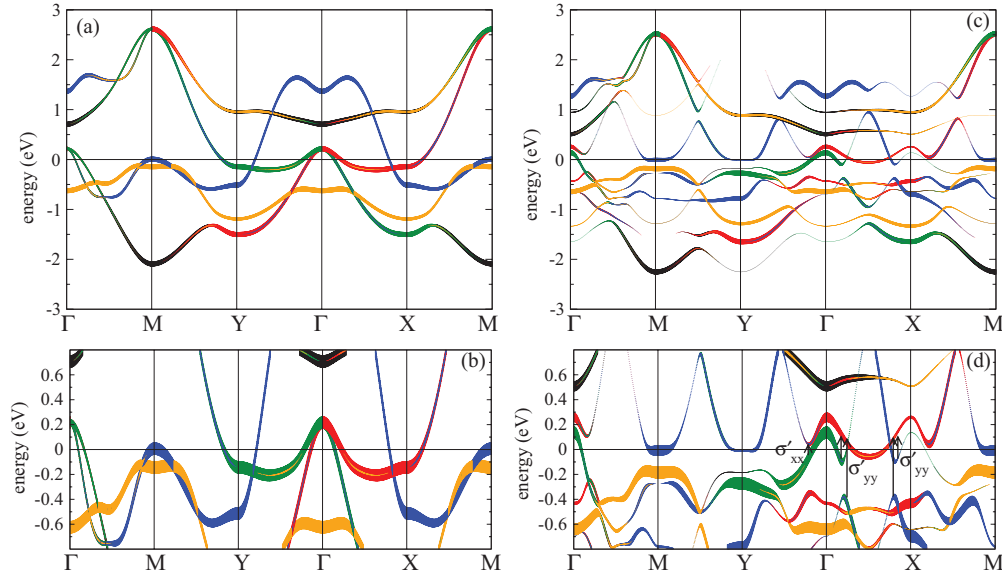 (a)
3
2
1
0
-1
-2
-3
energy (eV)
Γ M Y Γ X M
(c)
3
2
1
0
-1
-2
-3
energy (eV)
Γ M Y Γ X M
(b)
0.6
0.4
0.2
0
-0.2
-0.4
-0.6
energy (eV)
Γ M Y Γ X M
(d)
0.6
0.4
0.2
0
-0.2
-0.4
-0.6
energy (eV)
σ′xx
σ′yy
σ′yy
Γ M Y Γ X M